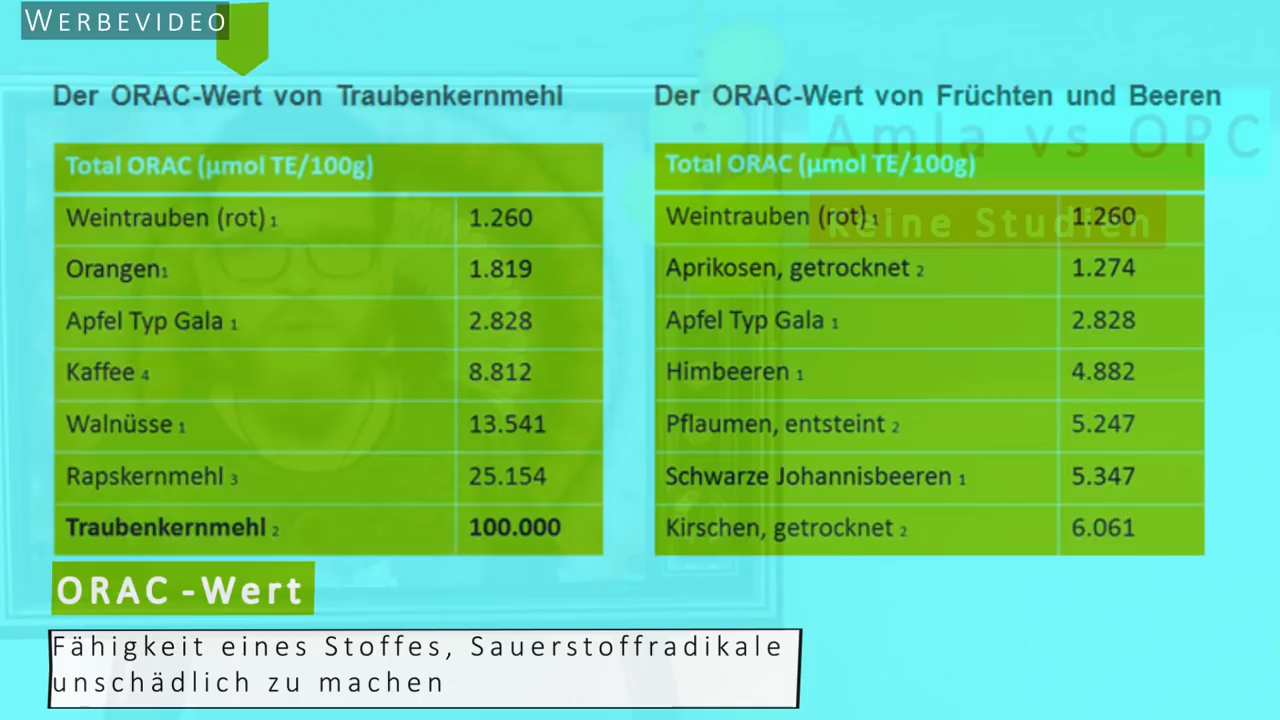 WERBEVIDEO
Der ORAC-Wert von Traubenkernmehl
Total ORAC (µmol TE/100g)
Weintrauben (rot) 1 1.260
Orangen1 1.819
Apfel Typ Gala 1 2.828
Kaffee 4 8.812
Walnüsse 1 13.541
Rapskernmehl 3 25.154
Traubenkernmehl 2 100.000
Der ORAC-Wert von Früchten und Beeren
Amla vs OPC
Total ORAC (µmol TE/100g)
Weintrauben (rot) 1 1.260
Keine Studien
Aprikosen, getrocknet 2 1.274
Apfel Typ Gala 1 2.828
Himbeeren 1 4.882
Pflaumen, entsteint 2 5.247
Schwarze Johannisbeeren 1 5.347
Kirschen, getrocknet 2 6.061
ORAC -Wert
Fähigkeit eines Stoffes, Sauerstoffradikale
unschädlich zu machen